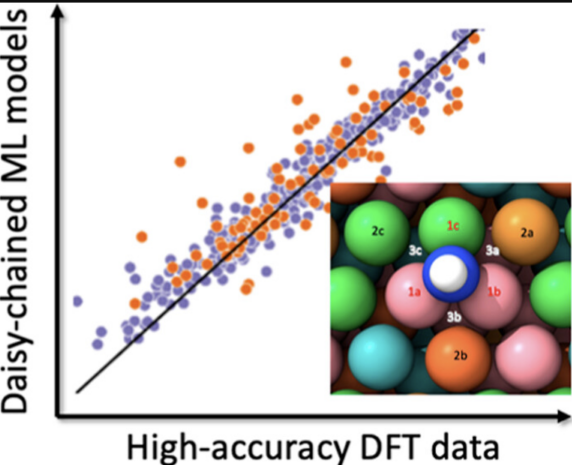 Daisy-chained ML models
1c
2c
2a
3c
3a
1a
1b
3b
2b
High-accuracy DFT data